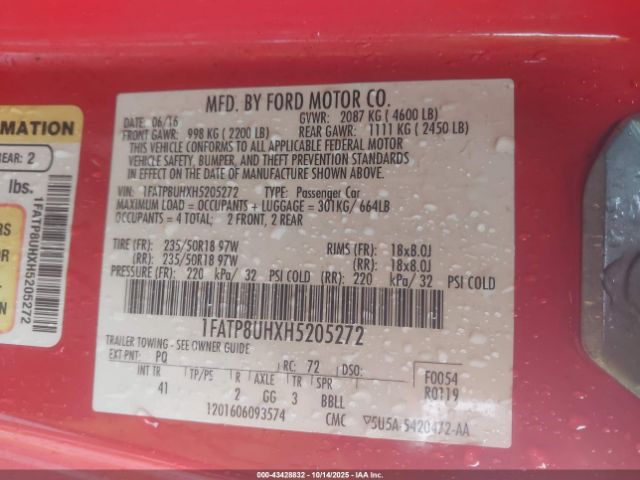 MFD. BY FORD MOTOR CO.
DATE: 06/16 GVWR: 2087 KG ( 4600 LB)
FRONT GAWR: 998 KG ( 2200 LB) REAR GAWR: 1111 KG ( 2450 LB)
THIS VEHICLE CONFORMS TO ALL APPLICABLE FEDERAL MOTOR
VEHICLE SAFETY, BUMPER, AND THEFT PREVENTION STANDARDS
IN EFFECT ON THE DATE OF MANUFACTURE SHOWN ABOVE.
VIN: 1FATP8UHXH5205272 TYPE: Passenger Car
MAXIMUM LOAD = OCCUPANTS + LUGGAGE = 301KG/ 664LB
OCCUPANTS = 4 TOTAL; 2 FRONT, 2 REAR
TIRE (FR): 235/50R18 97W RIMS (FR): 18x8.0J
(RR): 235/50R18 97W (RR): 18x8.0J
PRESSURE (FR): 220 kPa/ 32 PSI COLD (RR): 220 kPa/ 32 PSI COLD
1FATP8UHXH5205272
TRAILER TOWING - SEE OWNER GUIDE
EXT PNT: PQ RC: 72 DSO:
INT TR TP/PS R AXLE TR SPR
41 2 GG 3 BBLL
1201606093574 CMC
F0054
R0119
▽5U5A-5420472-AA
RMATION
REAR: 2
lbs.
ERS
OR
1FATP8UHXH5205272
000-43428832 - 10/14/2025 - IAA Inc.